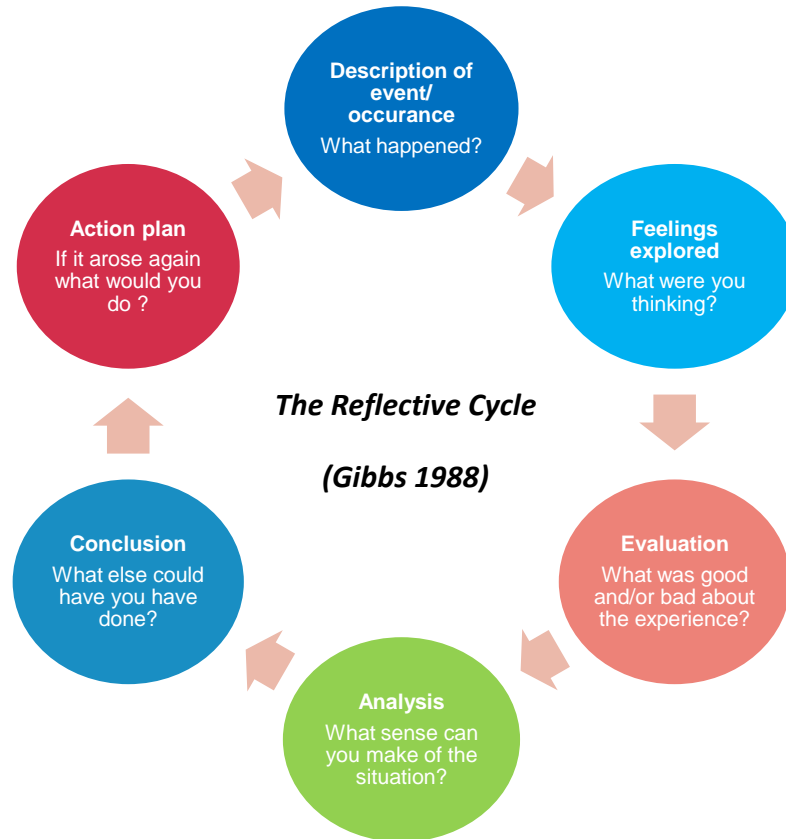 Description of
event/
occurance
What happened?
Feelings
explored
What were you
thinking?
Evaluation
What was good
and/or bad about
the experience?
Analysis
What sense can
you make of the
situation?
Conclusion
What else could
have you have
done?
Action plan
If it arose again
what would you
do ?
The Reflective Cycle
(Gibbs 1988)